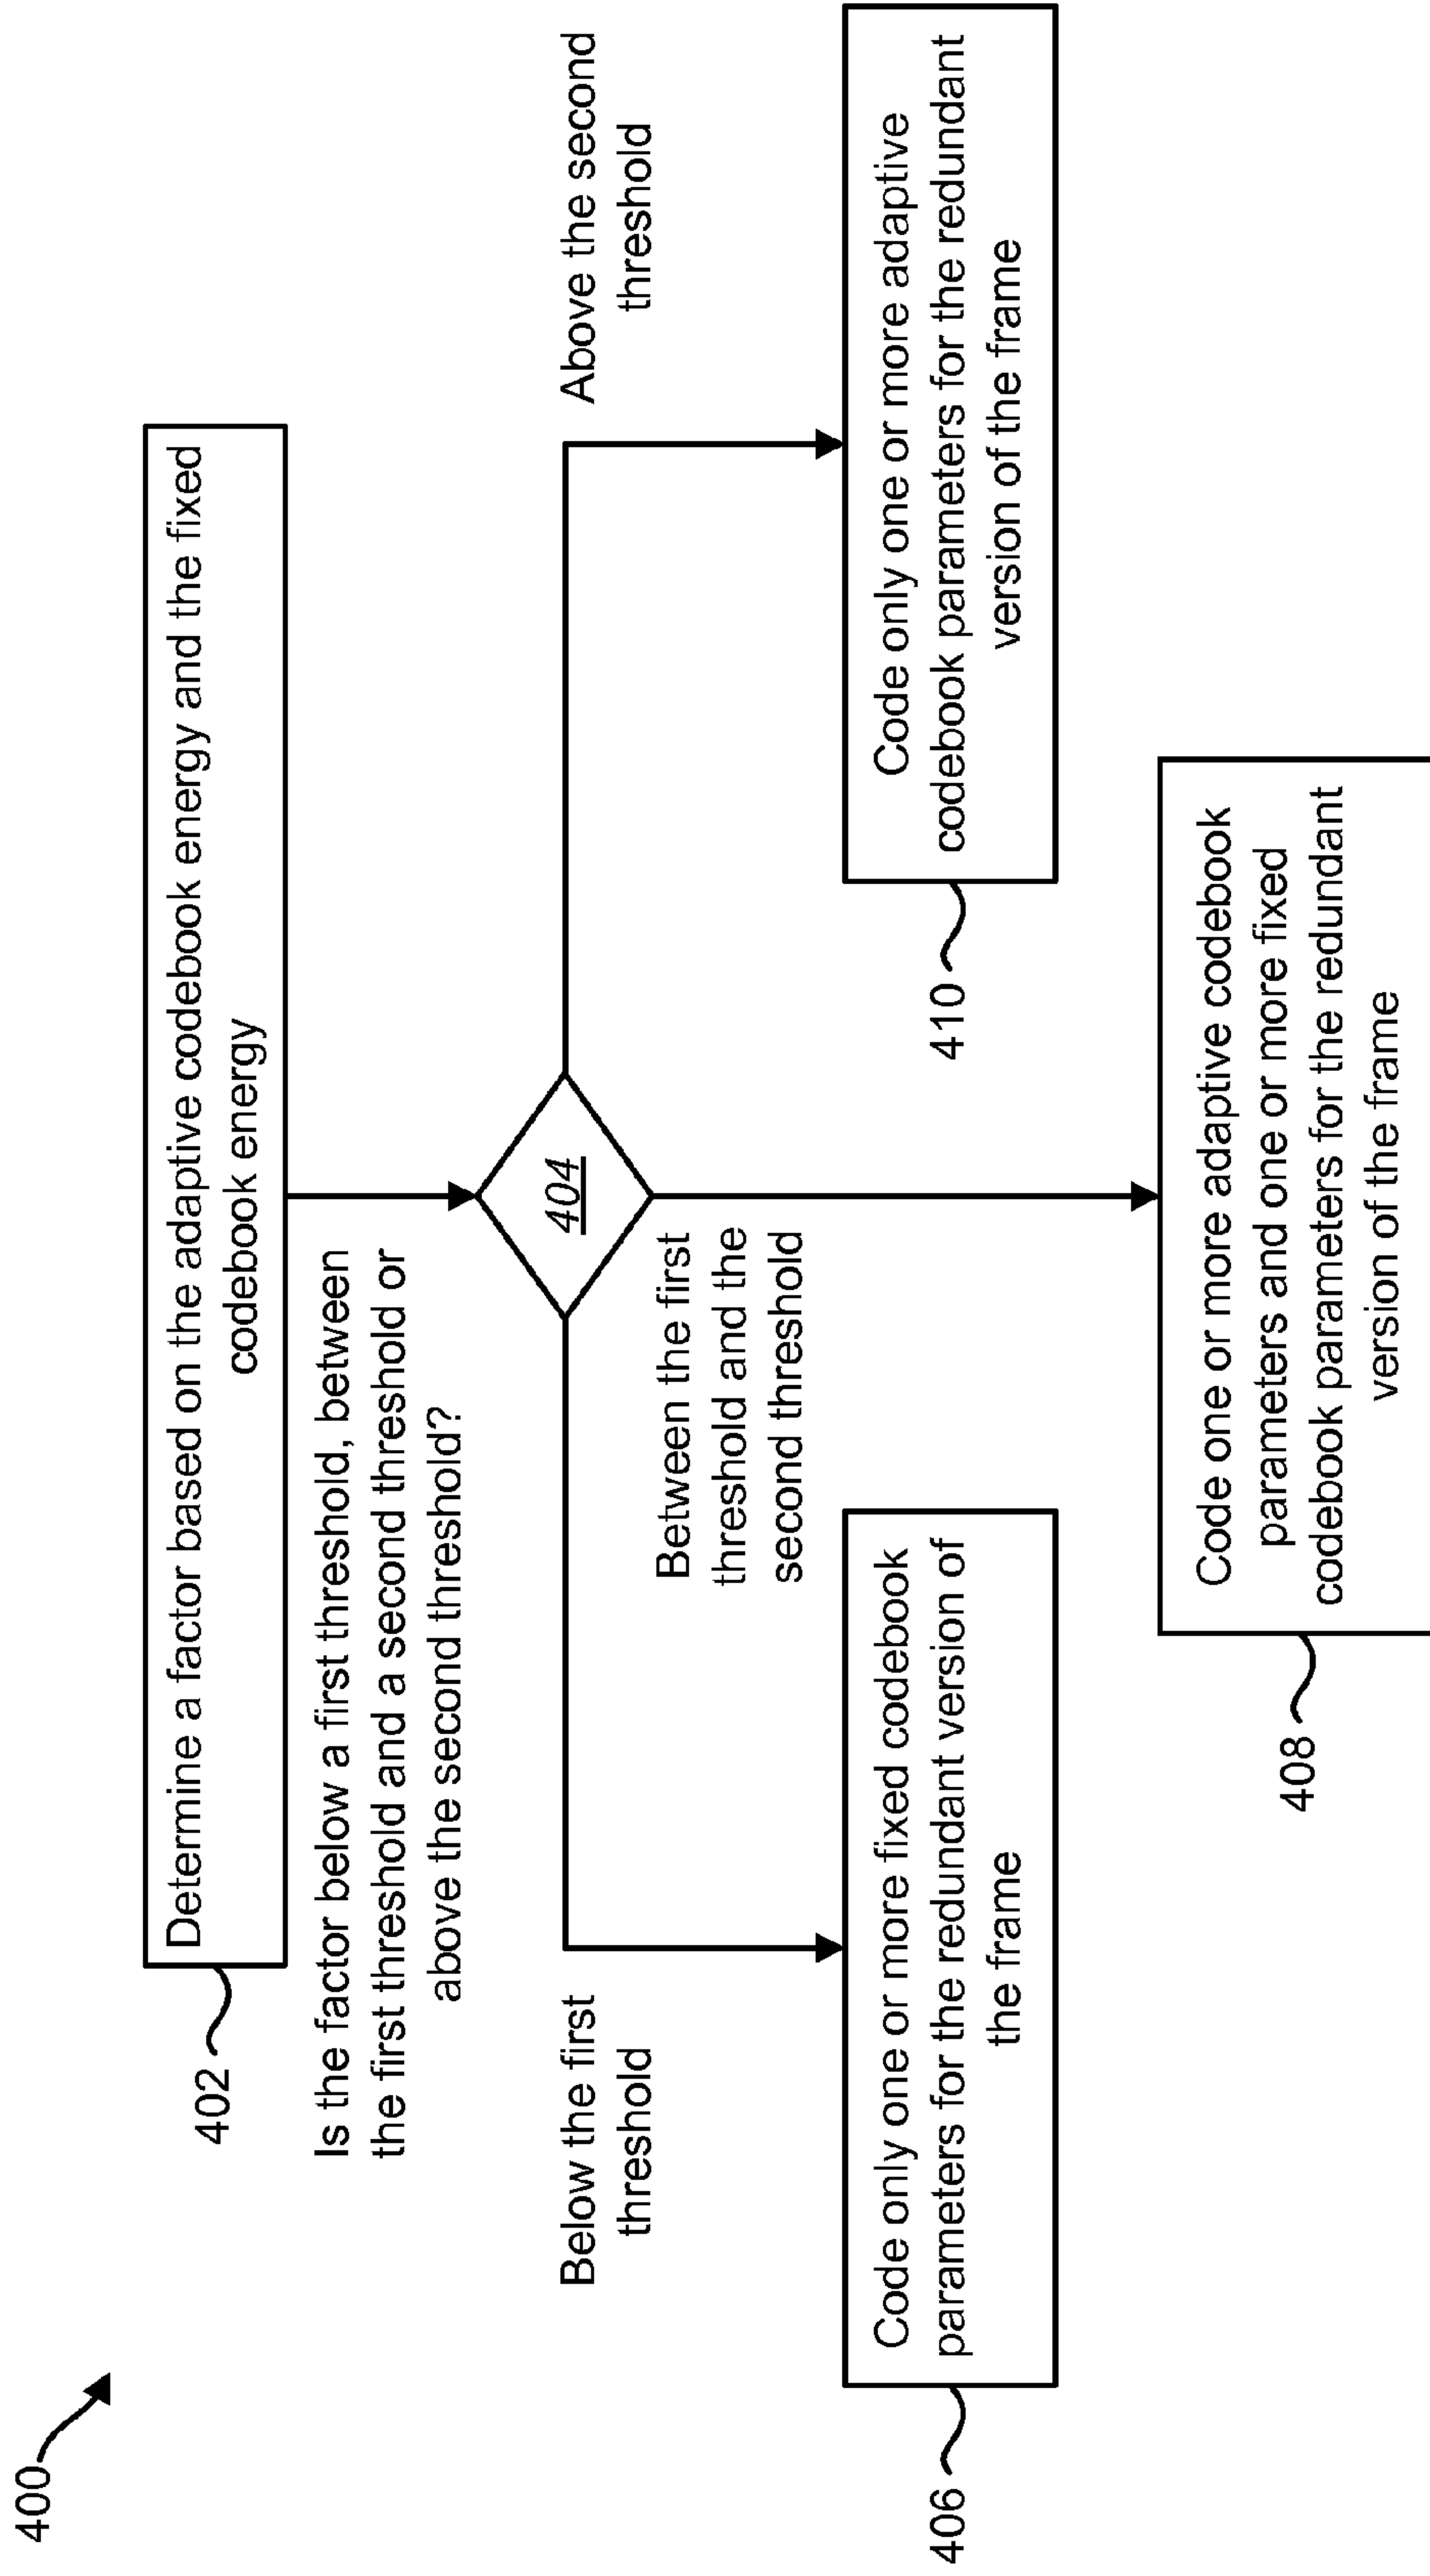 400
402
Determine a factor based on the adaptive codebook energy and the fixed
codebook energy
Is the factor below a first threshold, between
the first threshold and a second threshold or
above the second threshold?
404
Below the first
threshold
Between the first
threshold and the
second threshold
Above the second
threshold
406
Code only one or more fixed codebook
parameters for the redundant version of
the frame
410
Code only one or more adaptive
codebook parameters for the redundant
version of the frame
408
Code one or more adaptive codebook
parameters and one or more fixed
codebook parameters for the redundant
version of the frame